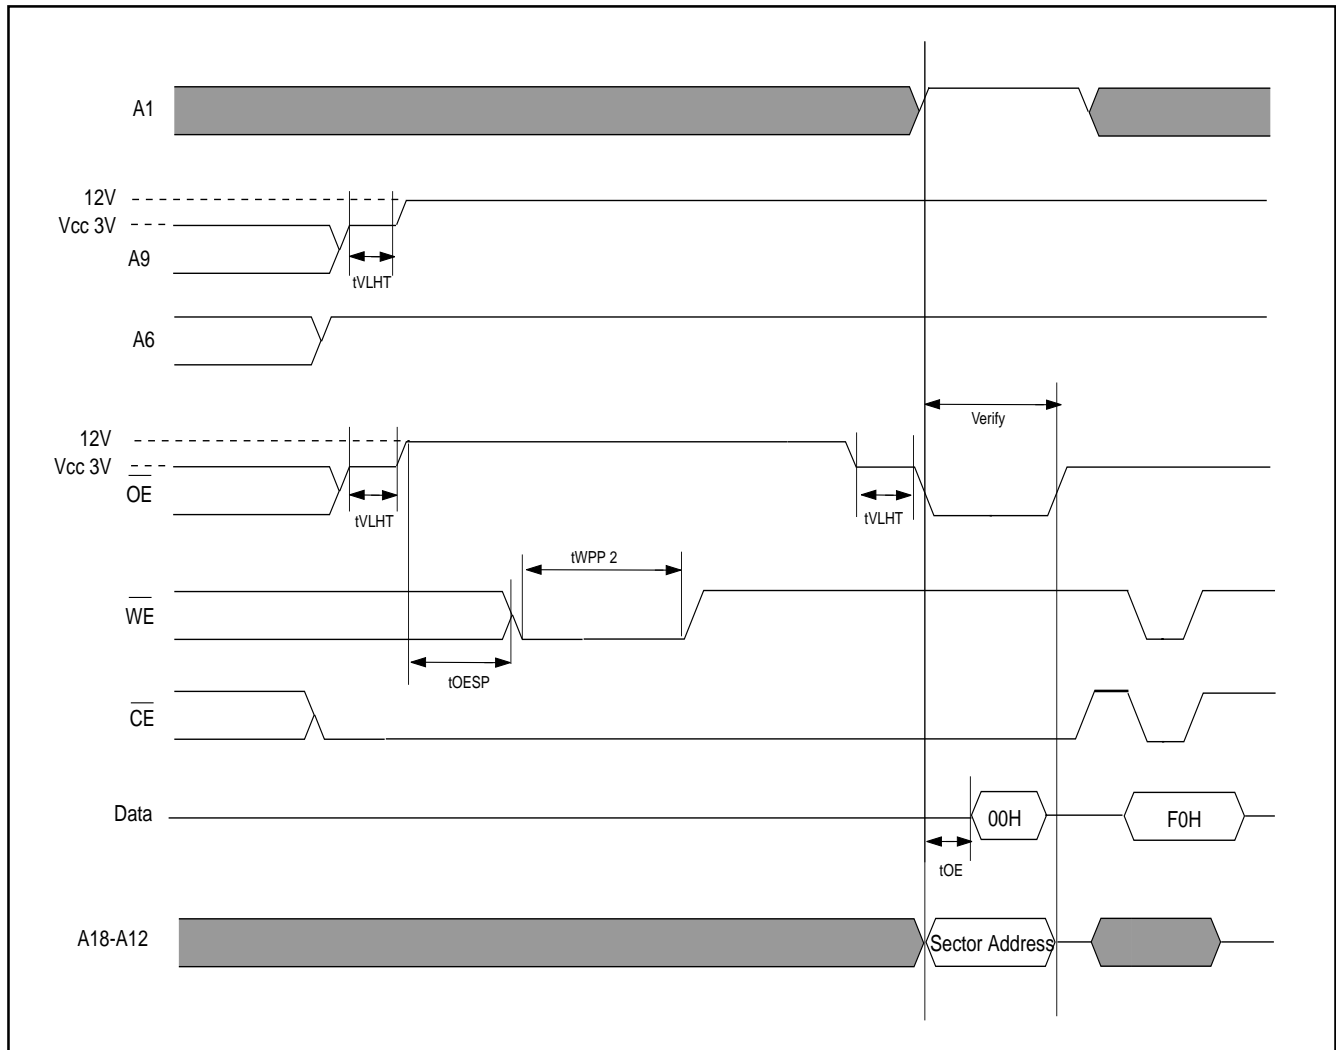 A1
12V
Vcc 3V
A9
tVLHT
A6
Verify
12V
Vcc 3V
OE
tVLHT
tVLHT
tWPP 2
WE
tOESP
CE
Data
00H
F0H
tOE
A18-A12
Sector Address